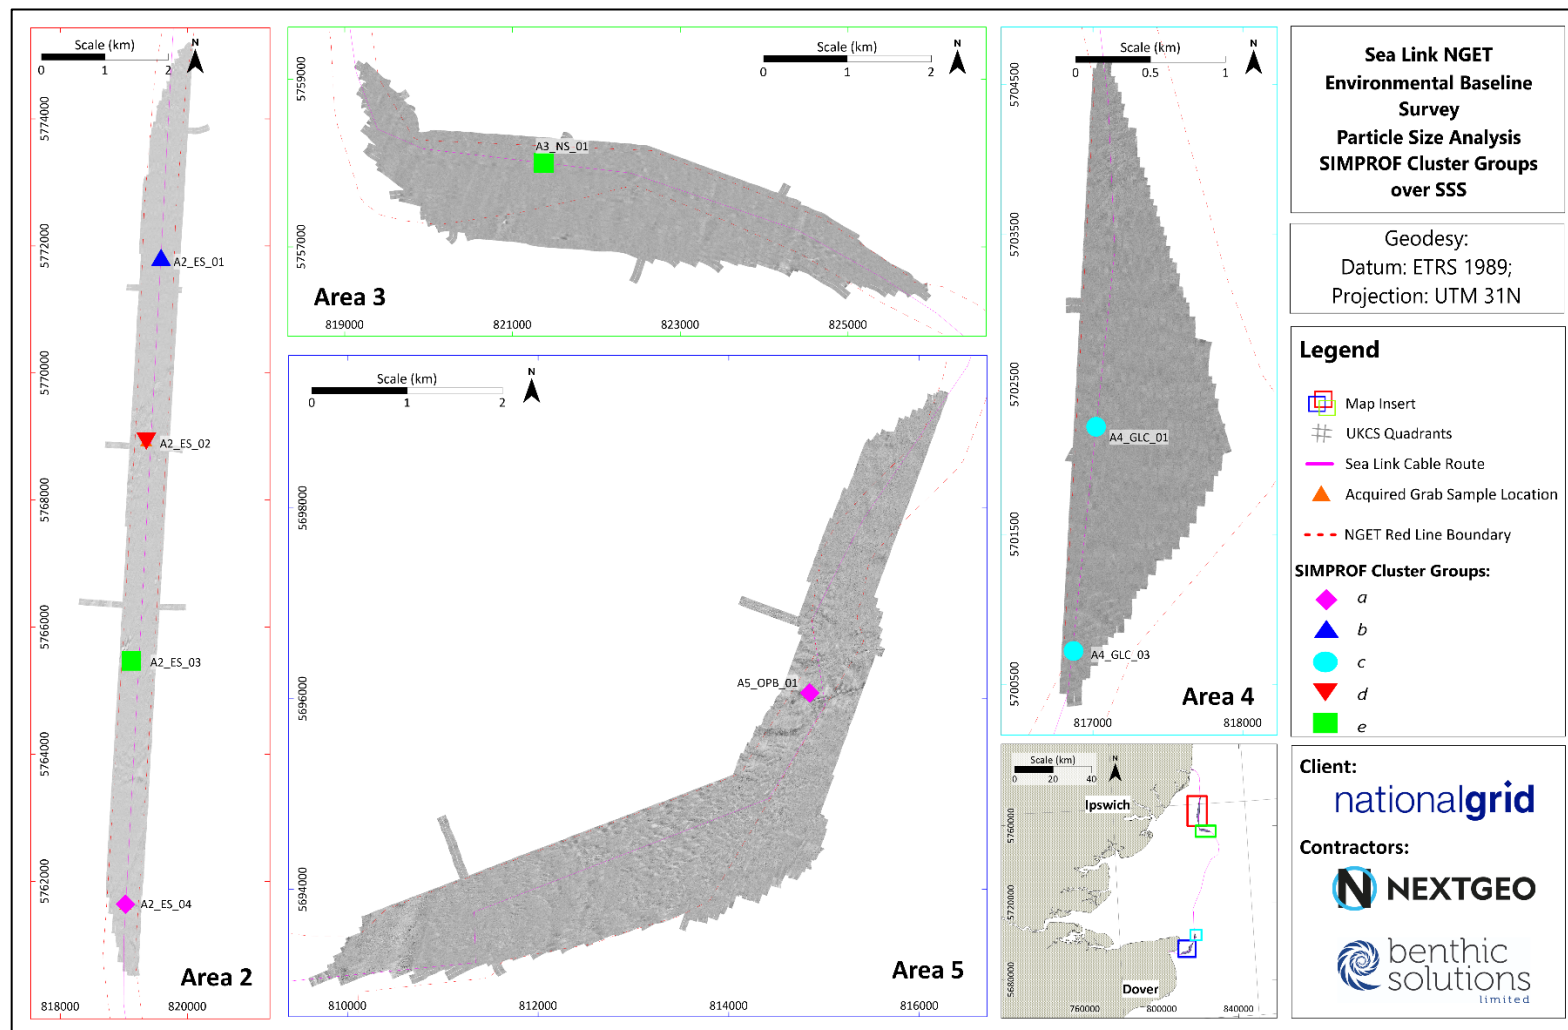 Scale (km)
0 1 2
N
5774000
5772000
5770000
5768000
5766000
5764000
5762000
A2_ES_01
A2_ES_02
A2_ES_03
A2_ES_04
Area 2
818000 820000
Scale (km)
0 1 2
N
5759000
5757000
A3_NS_01
Area 3
819000 821000 823000 825000
Scale (km)
0 1 2
N
5698000
5696000
5694000
A5_OPB_01
Area 5
810000 812000 814000 816000
Scale (km)
0 0.5 1
N
5704500
5703500
5702500
5701500
5700500
A4_GLC_01
A4_GLC_03
Area 4
817000 818000
Scale (km)
0 20 40
N
Ipswich
Dover
5760000
5720000
5680000
760000 800000 840000
Sea Link NGET
Environmental Baseline
Survey
Particle Size Analysis
SIMPROF Cluster Groups
over SSS
Geodesy:
Datum: ETRS 1989;
Projection: UTM 31N
Legend
Map Insert
UKCS Quadrants
Sea Link Cable Route
Acquired Grab Sample Location
NGET Red Line Boundary
SIMPROF Cluster Groups:
a
b
c
d
e
Client:
nationalgrid
Contractors:
N NEXTGEO
benthic
solutions
limited